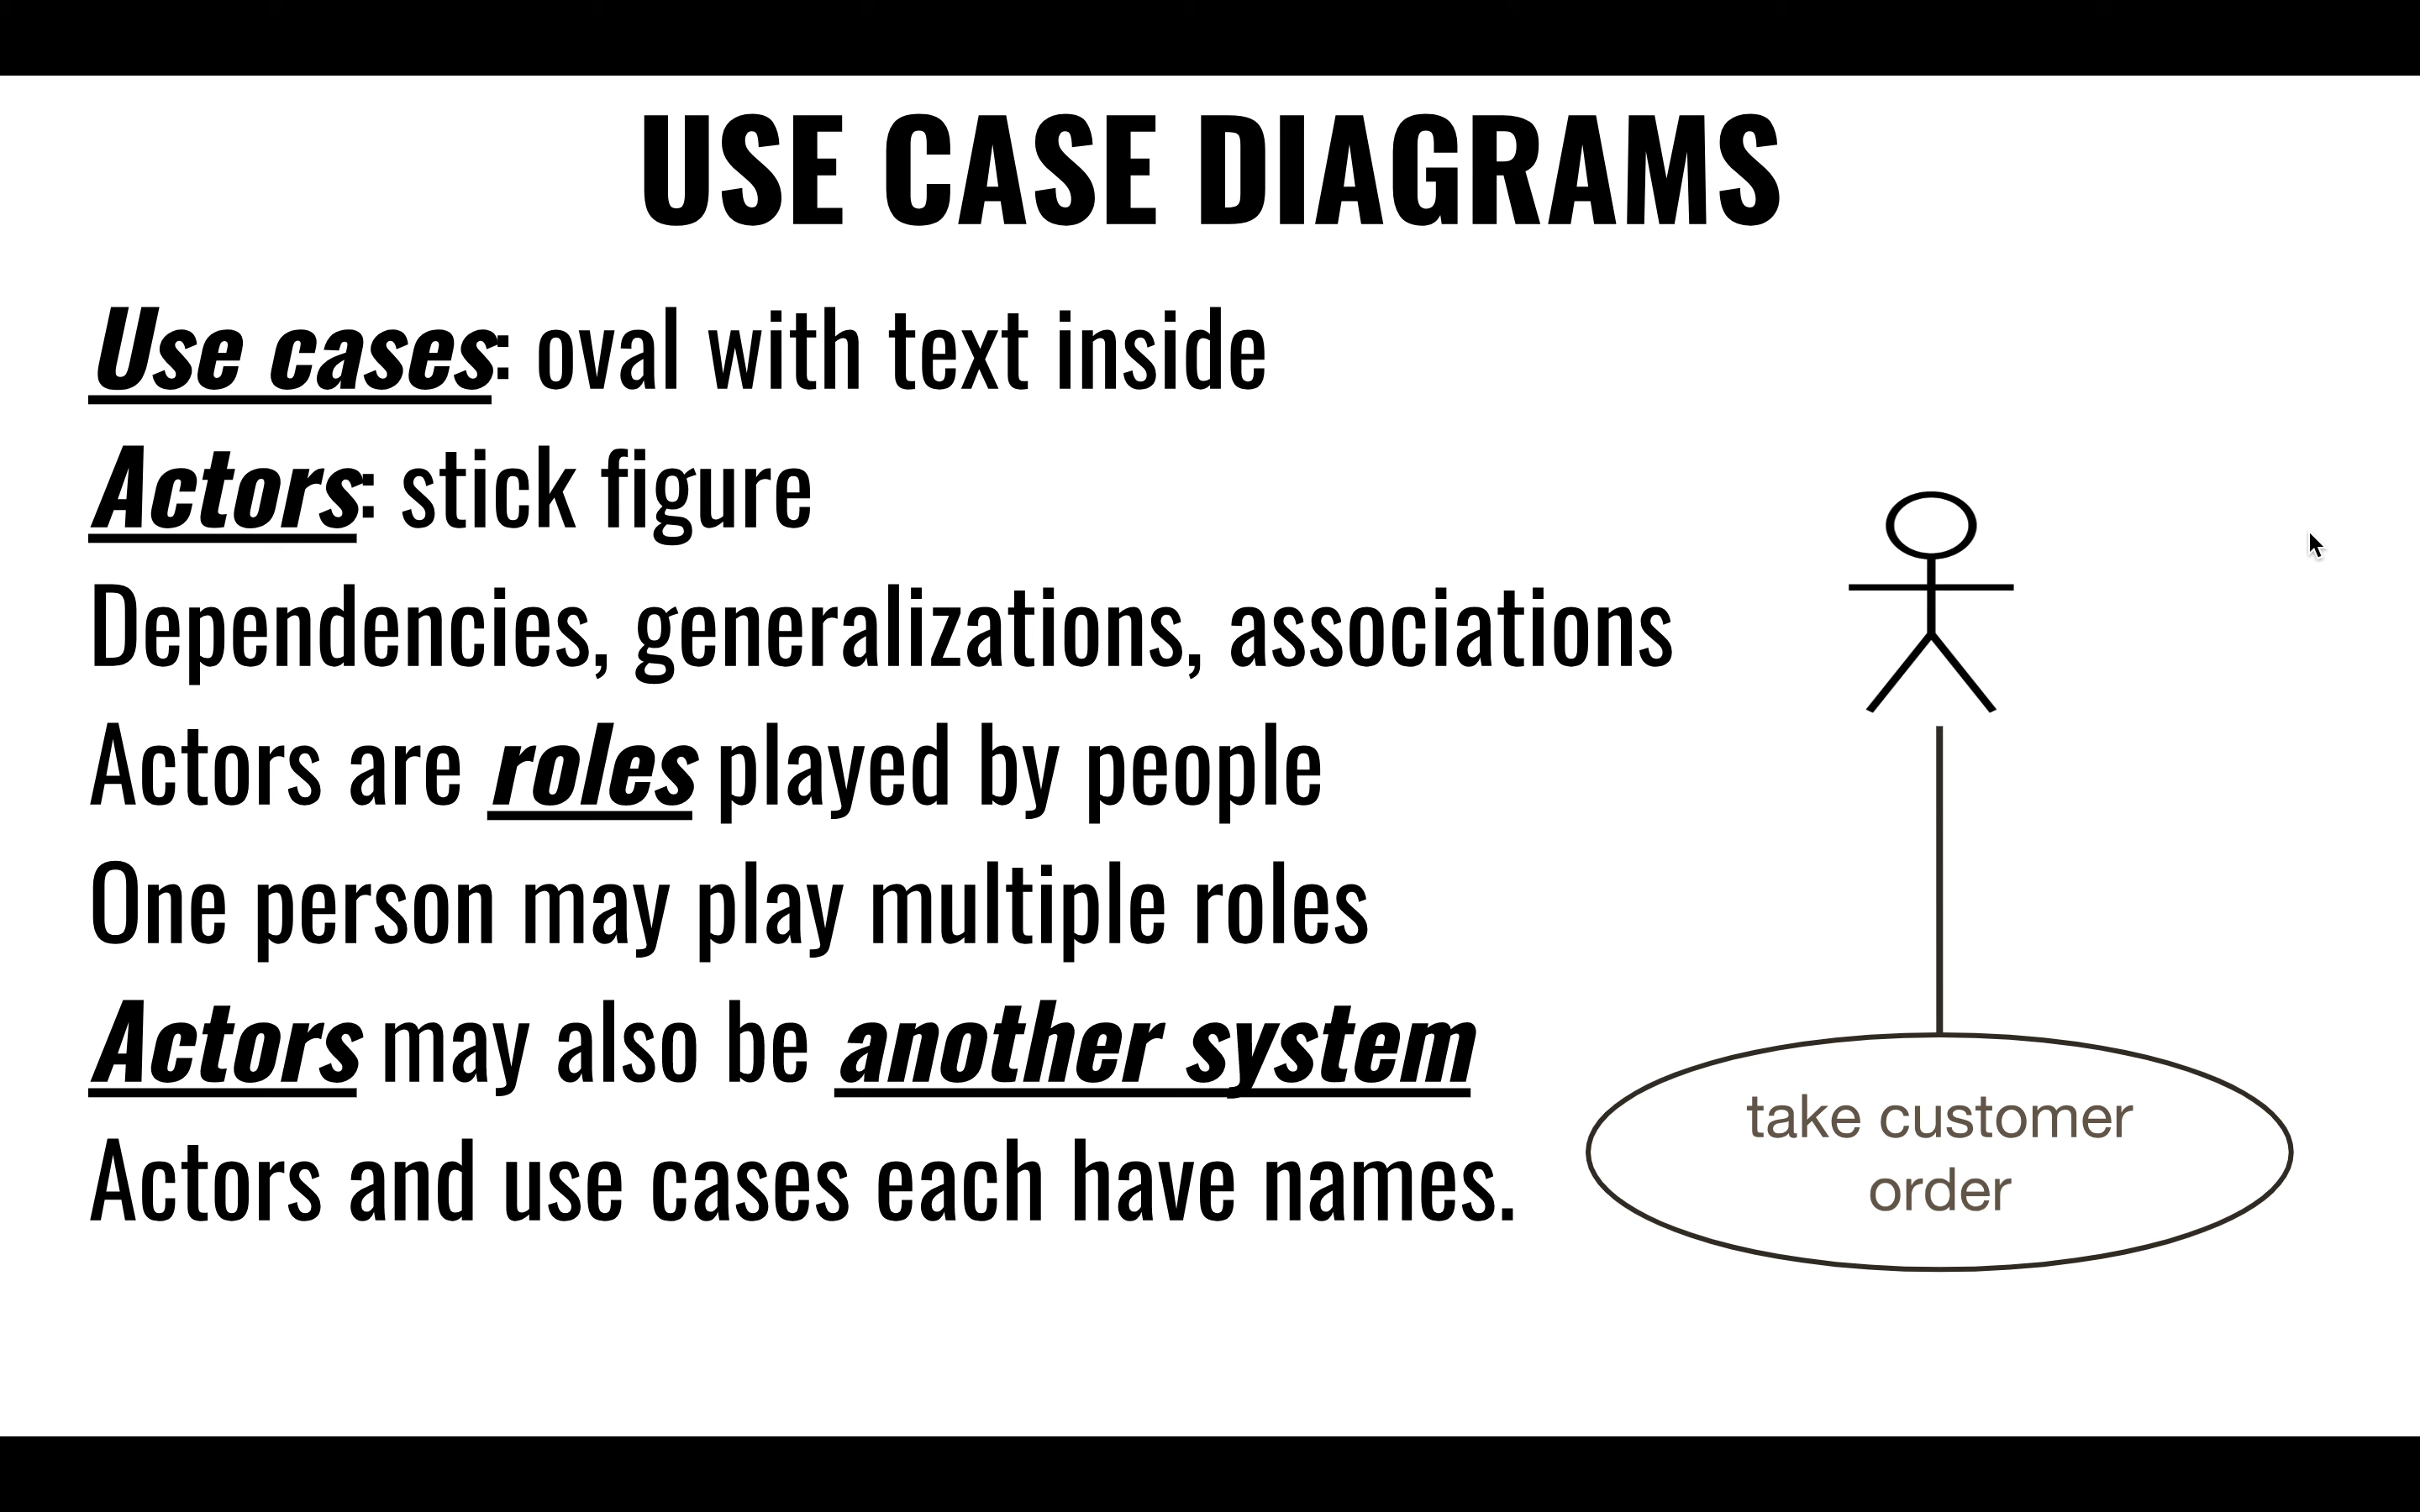 USE CASE DIAGRAMS
Use cases: oval with text inside
Actors: stick figure
Dependencies, generalizations, associations
Actors are roles played by people
One person may play multiple roles
Actors may also be another system
Actors and use cases each have names.
take customer
order